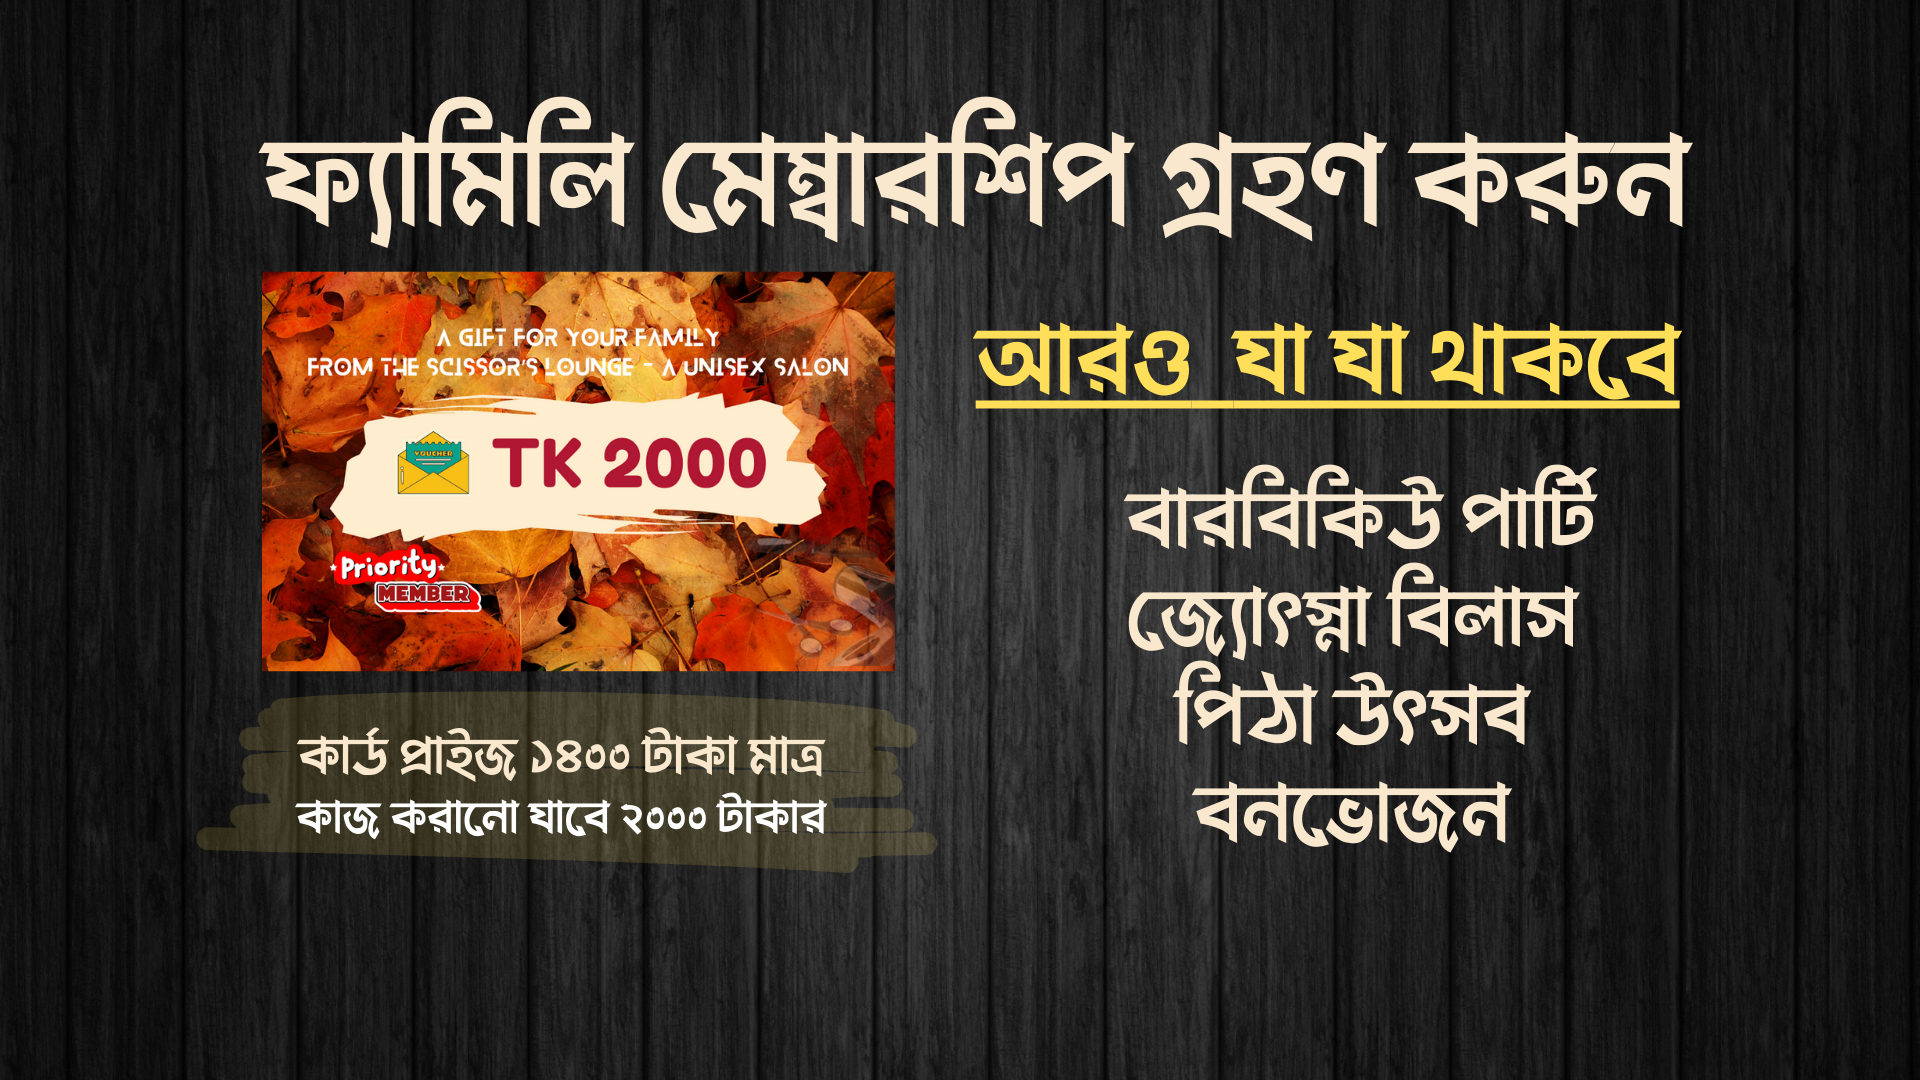 ফ্যামিলি মেম্বারশিপ গ্রহণ করুন
A GIFT FOR YOUR FAMILY
FROM THE SCISSOR'S LOUNGE - A UNISEX SALON
VOUCHER
TK 2000
Priority
MEMBER
কার্ড প্রাইজ ১৪০০ টাকা মাত্র
কাজ করানো যাবে ২০০০ টাকার
আরও যা যা থাকবে
বারবিকিউ পার্টি
জ্যোৎস্না বিলাস
পিঠা উৎসব
বনভোজন